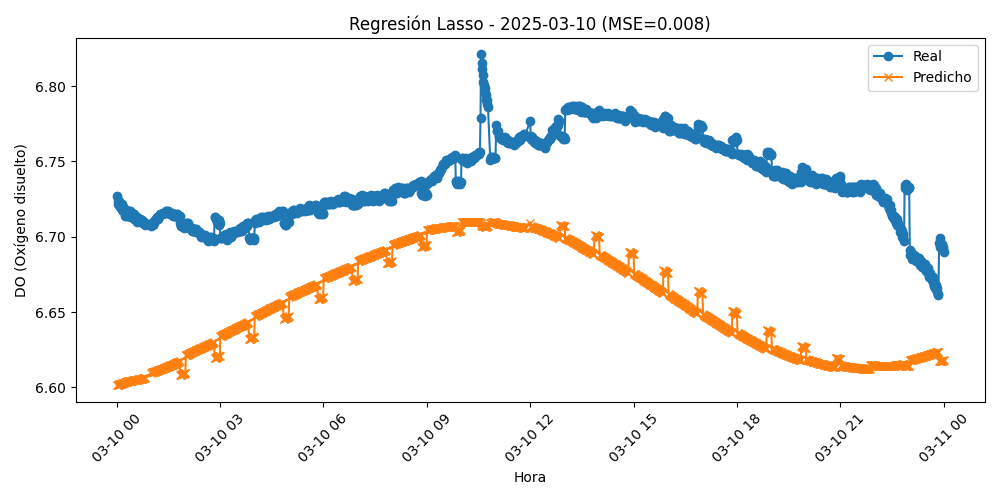 Regresión Lasso - 2025-03-10 (MSE=0.008)
Real
Predicho
DO (Oxígeno disuelto)
6.80
6.75
6.70
6.65
6.60
03-10 00
03-10 03
03-10 06
03-10 09
03-10 12
03-10 15
03-10 18
03-10 21
03-11 00
Hora